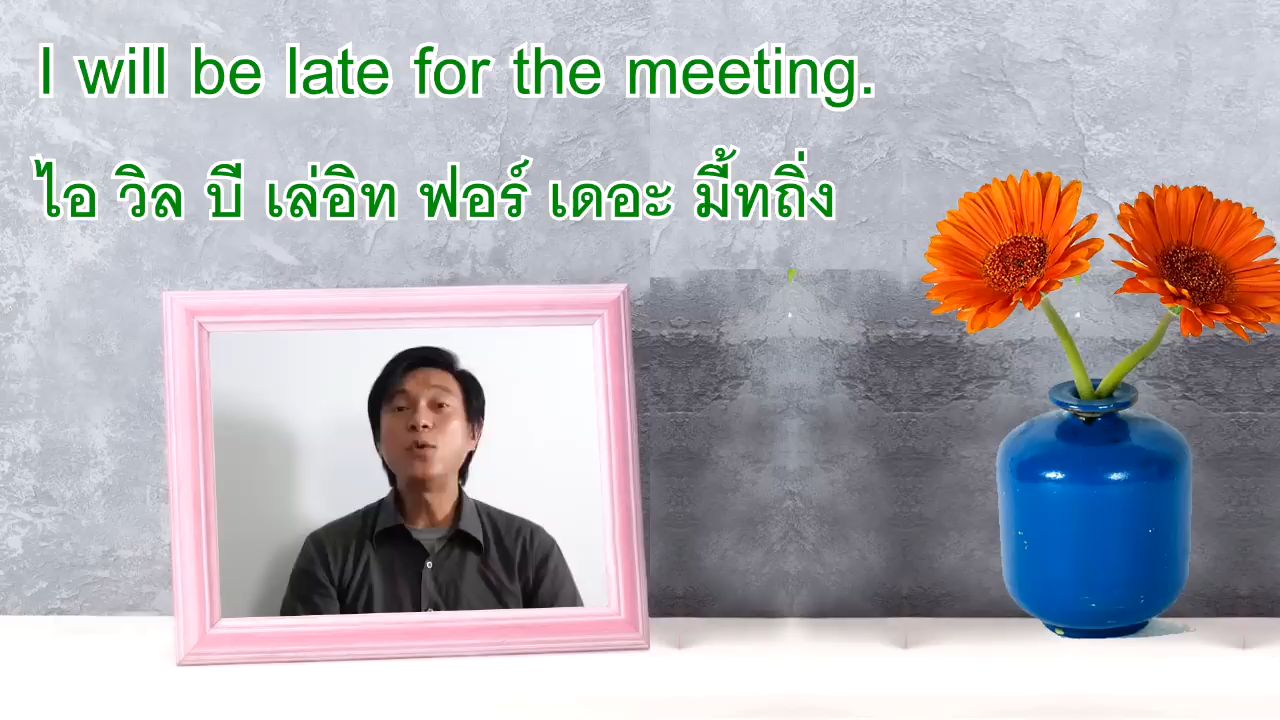 I will be late for the meeting.
ไอ วิล บี เล่อิท ฟอร์ เดอะ มี้ทถิ่ง